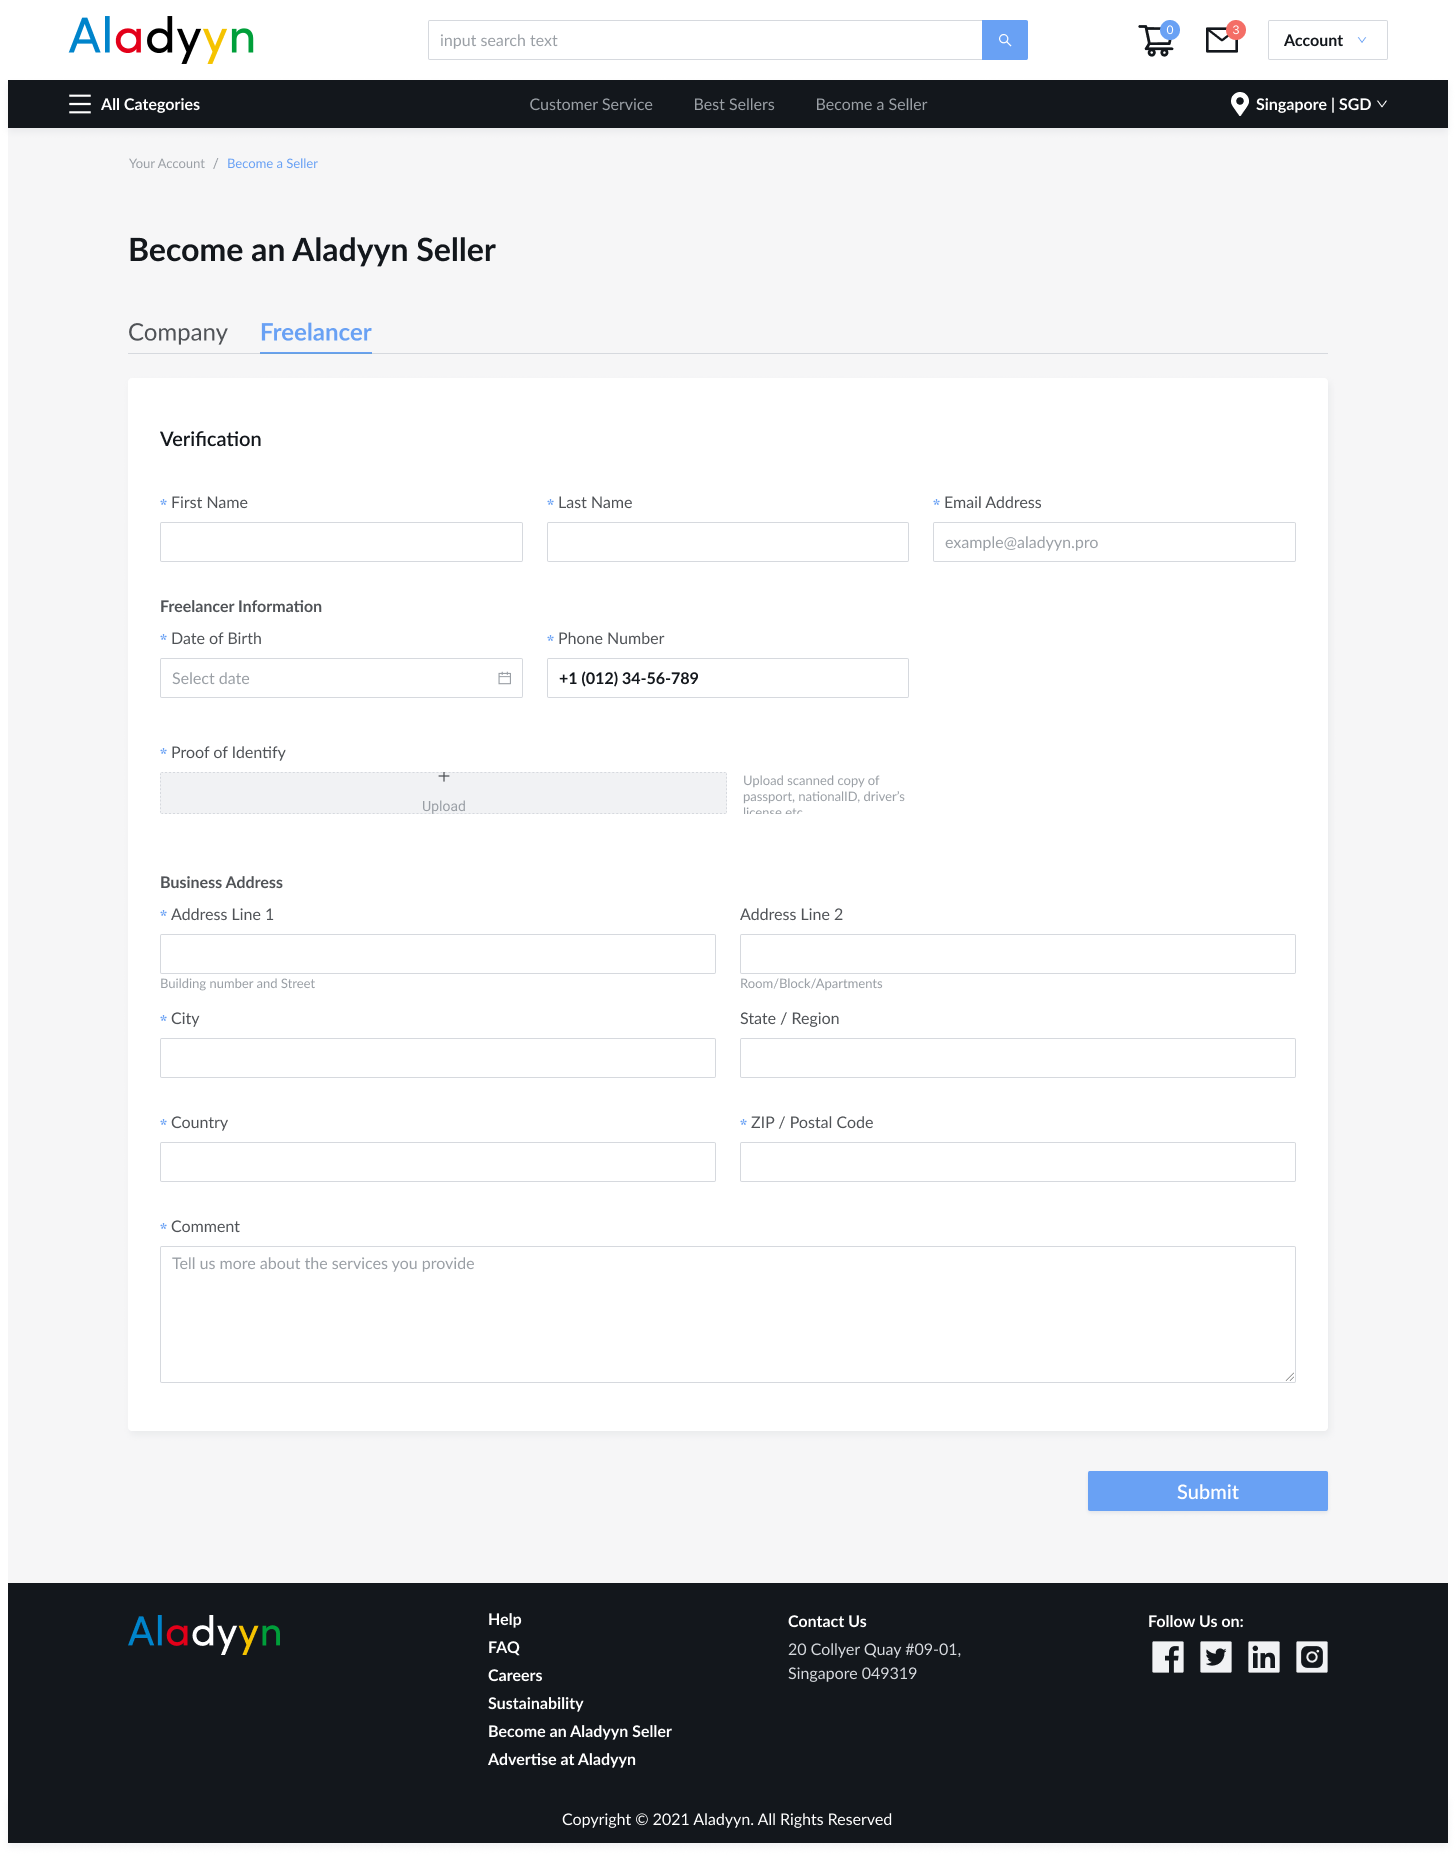 Aladyyn
input search text
0
3
Account
All Categories
Customer Service
Best Sellers
Become a Seller
Singapore | SGD
Your Account / Become a Seller
Become an Aladyyn Seller
Company
Freelancer
Verification
* First Name
* Last Name
* Email Address
example@aladyyn.pro
Freelancer Information
* Date of Birth
* Phone Number
Select date
+1 (012) 34-56-789
* Proof of Identify
+
Upload
Upload scanned copy of
passport, nationalID, driver's
license etc
Business Address
* Address Line 1
Address Line 2
Building number and Street
Room/Block/Apartments
* City
State / Region
* Country
* ZIP / Postal Code
* Comment
Tell us more about the services you provide
Submit
Aladyyn
Help
FAQ
Careers
Sustainability
Become an Aladyyn Seller
Advertise at Aladyyn
Contact Us
20 Collyer Quay #09-01,
Singapore 049319
Follow Us on:
Copyright © 2021 Aladyyn. All Rights Reserved